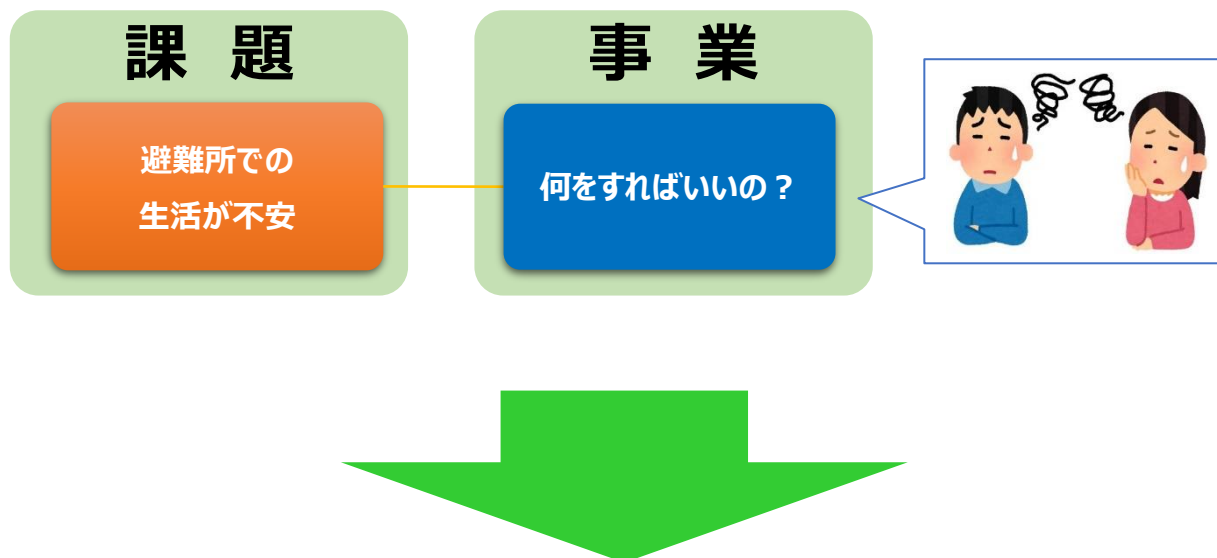 課 題
事 業
避難所での
生活が不安
何をすればいいの？